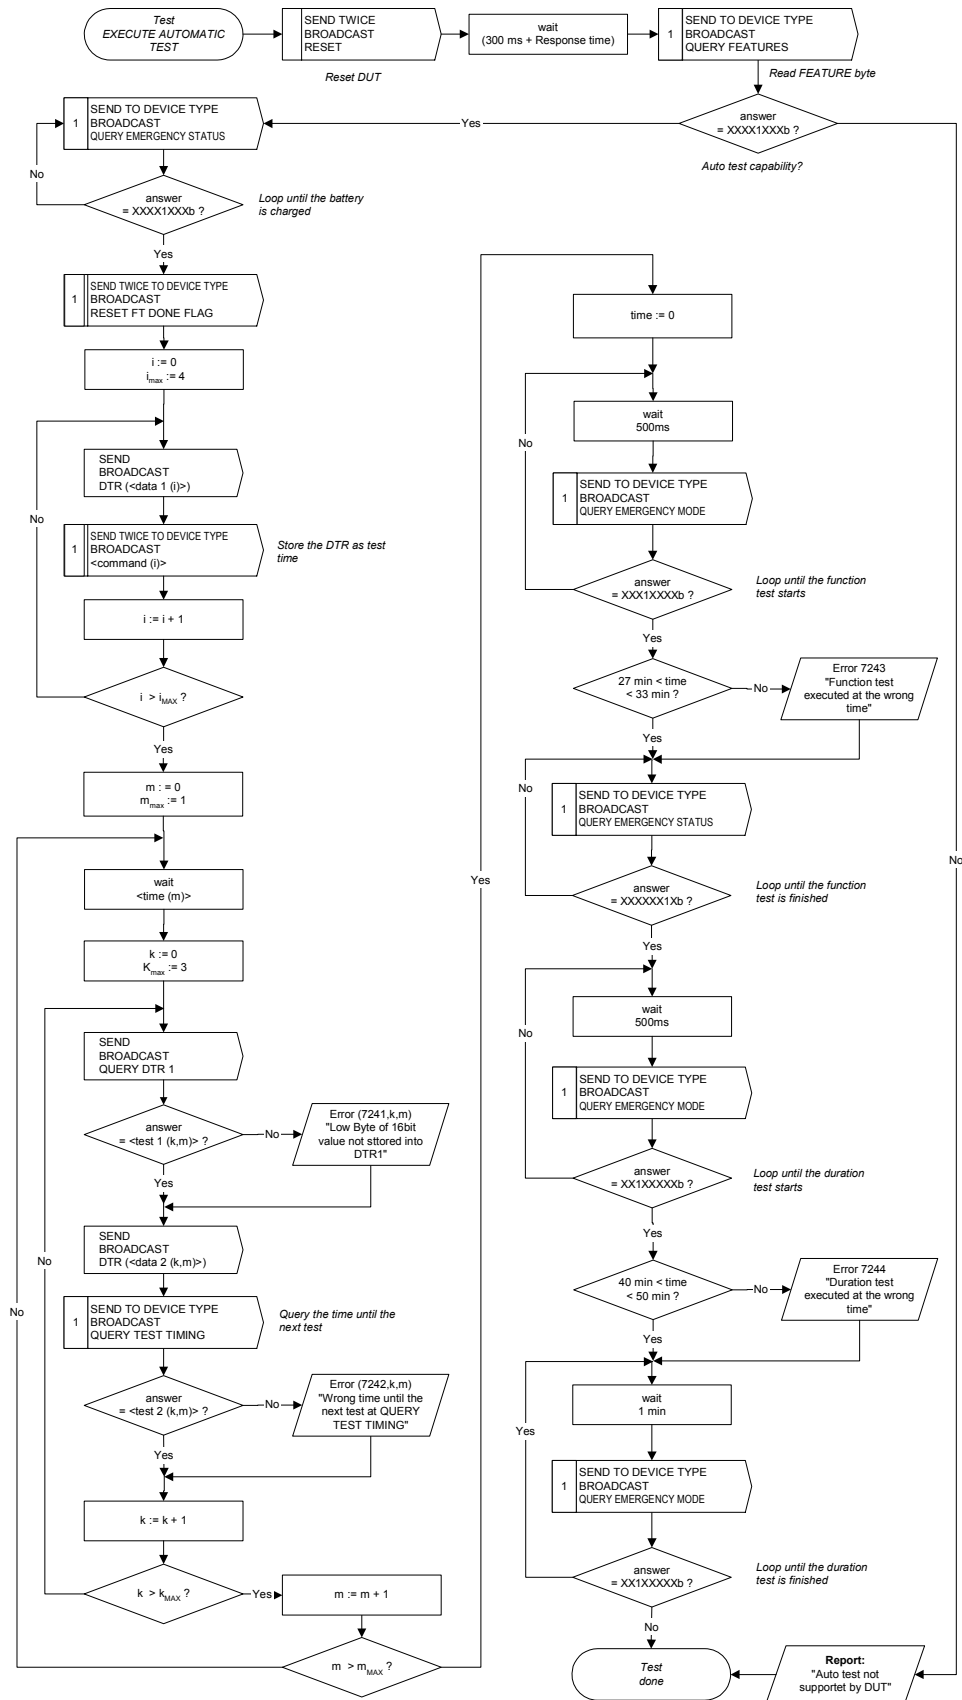 Test
EXECUTE AUTOMATIC
TEST
SEND TWICE
BROADCAST
RESET
Reset DUT
wait
(300 ms + Response time)
1
SEND TO DEVICE TYPE
BROADCAST
QUERY FEATURES
Read FEATURE byte
answer
= XXXX1XXXb ?
Auto test capability?
Yes
No
1
SEND TO DEVICE TYPE
BROADCAST
QUERY EMERGENCY STATUS
No
answer
= XXXX1XXXb ?
Loop until the battery
is charged
Yes
1
SEND TWICE TO DEVICE TYPE
BROADCAST
RESET FT DONE FLAG
i := 0
imax := 4
No
SEND
BROADCAST
DTR (<data 1 (i)>)
1
SEND TWICE TO DEVICE TYPE
BROADCAST
<command (i)>
Store the DTR as test
time
i := i + 1
i > iMAX ?
Yes
m : = 0
mmax := 1
No
wait
<time (m)>
k := 0
Kmax := 3
No
SEND
BROADCAST
QUERY DTR 1
answer
= <test 1 (k,m)> ?
No
Error (7241,k,m)
"Low Byte of 16bit
value not sttored into
DTR1"
Yes
SEND
BROADCAST
DTR (<data 2 (k,m)>)
1
SEND TO DEVICE TYPE
BROADCAST
QUERY TEST TIMING
Query the time until the
next test
answer
= <test 2 (k,m)> ?
No
Error (7242,k,m)
"Wrong time until the
next test at QUERY
TEST TIMING"
Yes
k := k + 1
k > kMAX ?
Yes
m := m + 1
m > mMAX ?
Yes
time := 0
No
wait
500ms
1
SEND TO DEVICE TYPE
BROADCAST
QUERY EMERGENCY MODE
answer
= XXX1XXXXb ?
Loop until the function
test starts
Yes
27 min < time
< 33 min ?
No
Error 7243
"Function test
executed at the wrong
time"
Yes
No
1
SEND TO DEVICE TYPE
BROADCAST
QUERY EMERGENCY STATUS
answer
= XXXXXX1Xb ?
Loop until the function
test is finished
Yes
No
wait
500ms
1
SEND TO DEVICE TYPE
BROADCAST
QUERY EMERGENCY MODE
answer
= XX1XXXXXb ?
Loop until the duration
test starts
Yes
40 min < time
< 50 min ?
No
Error 7244
"Duration test
executed at the wrong
time"
Yes
Yes
wait
1 min
1
SEND TO DEVICE TYPE
BROADCAST
QUERY EMERGENCY MODE
answer
= XX1XXXXXb ?
Loop until the duration
test is finished
No
Test
done
Report:
"Auto test not
supportet by DUT"